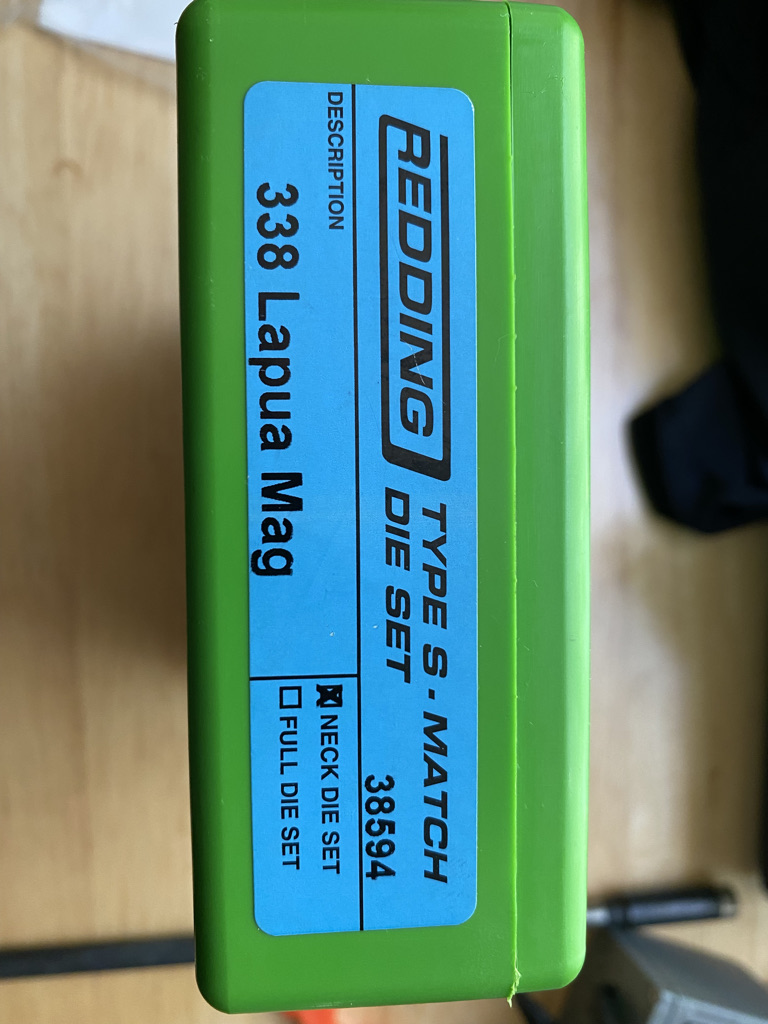 REDDING
TYPE S - MATCH
DIE SET
38594
DESCRIPTION
338 Lapua Mag
NECK DIE SET
FULL DIE SET